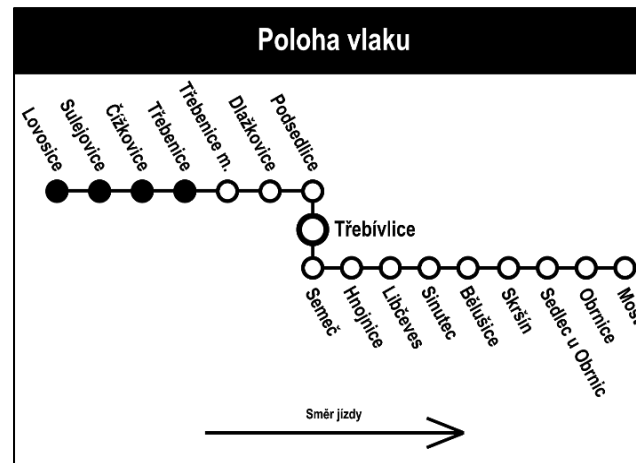 Poloha vlaku
Lovosice
Sulejovice
Čížkovice
Třebenice
Třebenice m.
Dlažkovice
Podsedlice
Třebívlice
Semeč
Hnojnice
Libčeves
Sinutec
Bělušice
Skršín
Sedlec u Obrnic
Obrnice
Most
Směr jízdy